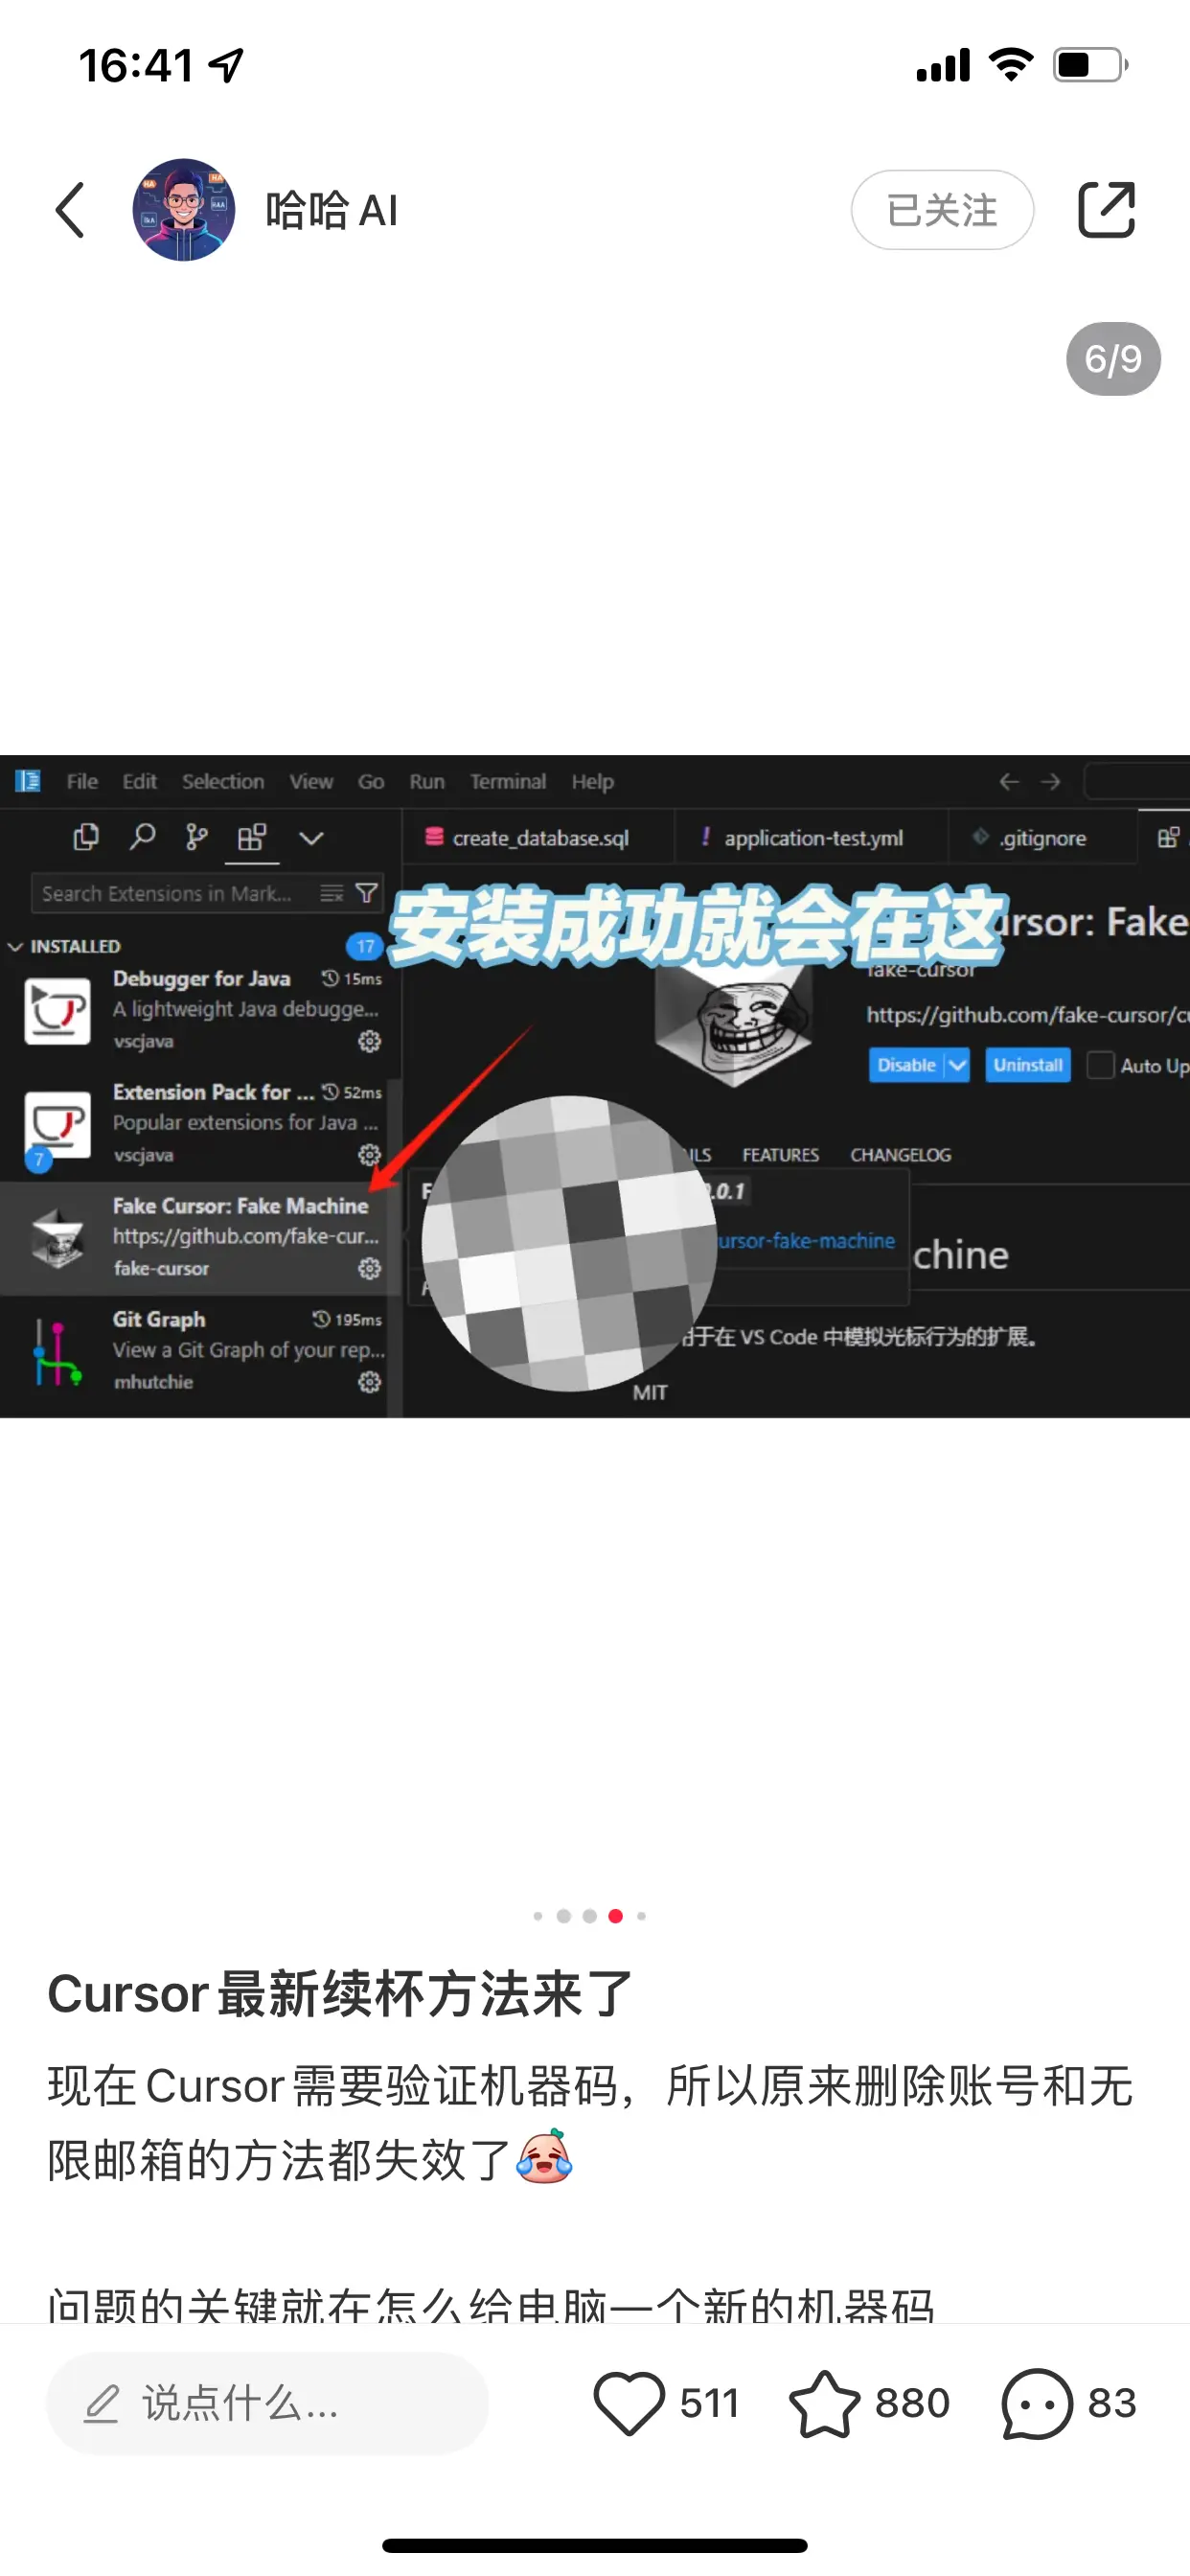 16:41
哈哈 AI
已关注
6/9
File Edit Selection View Go Run Terminal Help
create_database.sql
application-test.yml
.gitignore
Search Extensions in Mark...
INSTALLED 17
安装成功就会在这
ursor: Fake
fake-cursor
https://github.com/fake-cursor/c
Disable
Uninstall
Auto Up
Debugger for Java 15ms
A lightweight Java debugge...
vscjava
Extension Pack for ... 52ms
Popular extensions for Java ...
vscjava
7
Fake Cursor: Fake Machine
https://github.com/fake-cur...
fake-cursor
Git Graph 195ms
View a Git Graph of your rep...
mhutchie
ILS FEATURES CHANGELOG
.0.1
ursor-fake-machine
chine
用于在 VS Code 中模拟光标行为的扩展。
MIT
Cursor最新续杯方法来了
现在Cursor需要验证机器码，所以原来删除账号和无
限邮箱的方法都失效了
问题的关键就在怎么给电脑一个新的机器码
说点什么...
511
880
83